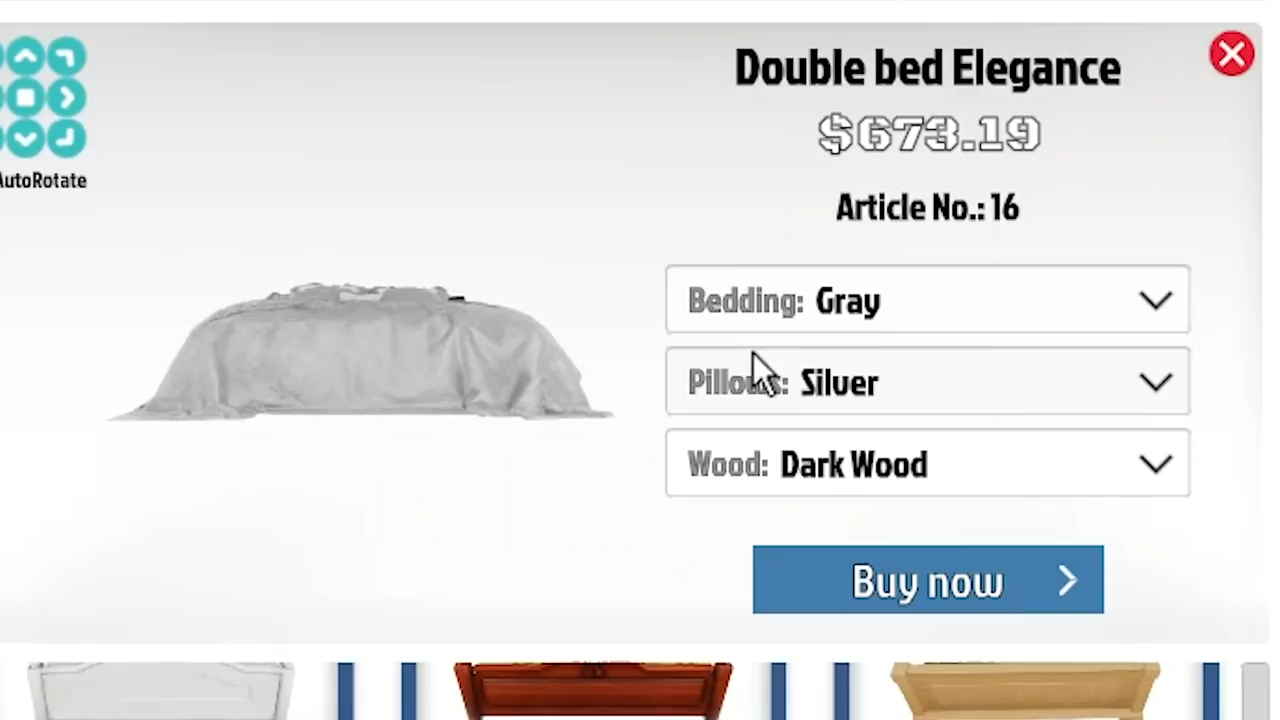 Double bed Elegance
$673.19
AutoRotate
Article No.: 16
Bedding: Gray
Pillows: Silver
Wood: Dark Wood
Buy now